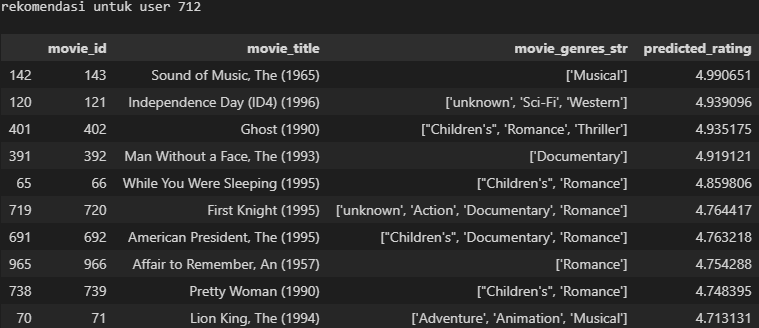 rekomendasi untuk user 712
movie_id movie_title movie_genres_str predicted_rating
142 143 Sound of Music, The (1965) ['Musical'] 4.990651
120 121 Independence Day (ID4) (1996) ['unknown', 'Sci-Fi', 'Western'] 4.939096
401 402 Ghost (1990) ["Children's", 'Romance', 'Thriller'] 4.935175
391 392 Man Without a Face, The (1993) ['Documentary'] 4.919121
65 66 While You Were Sleeping (1995) ["Children's", 'Romance'] 4.859806
719 720 First Knight (1995) ['unknown', 'Action', 'Documentary', 'Romance'] 4.764417
691 692 American President, The (1995) ["Children's", 'Documentary', 'Romance'] 4.763218
965 966 Affair to Remember, An (1957) ['Romance'] 4.754288
738 739 Pretty Woman (1990) ["Children's", 'Romance'] 4.748395
70 71 Lion King, The (1994) ['Adventure', 'Animation', 'Musical'] 4.713131